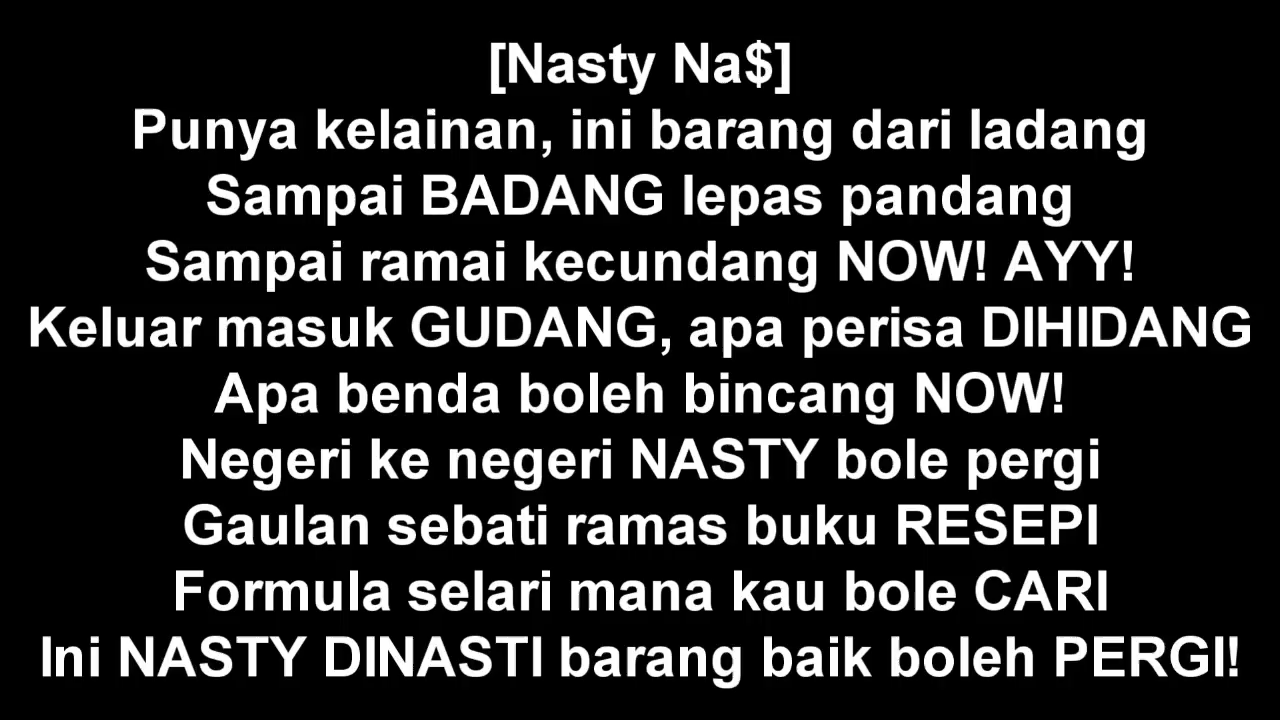 [Nasty Na$]
Punya kelainan, ini barang dari ladang
Sampai BADANG lepas pandang
Sampai ramai kecundang NOW! AYY!
Keluar masuk GUDANG, apa perisa DIHIDANG
Apa benda boleh bincang NOW!
Negeri ke negeri NASTY bole pergi
Gaulan sebati ramas buku RESEPI
Formula selari mana kau bole CARI
Ini NASTY DINASTI barang baik boleh PERGI!